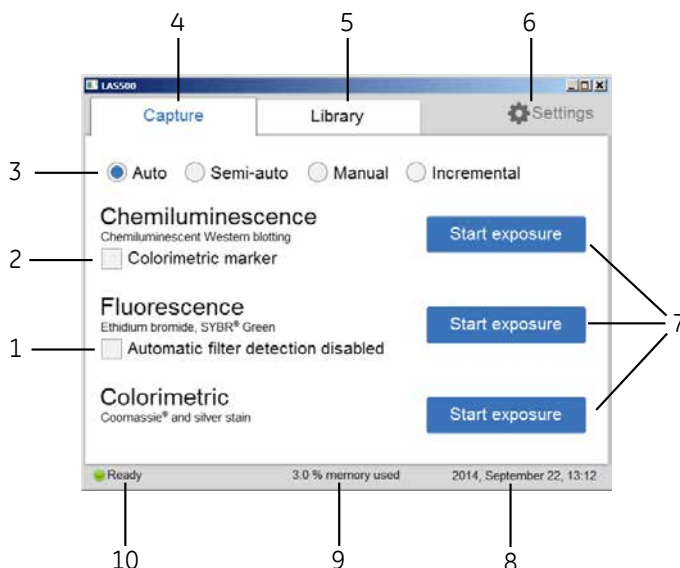 4 5 6
LAS500
Capture Library Settings
3 Auto Semi-auto Manual Incremental
Chemiluminescence
Chemiluminescent Western blotting
Start exposure
2 Colorimetric marker
7
Fluorescence
Ethidium bromide, SYBR® Green
Start exposure
1 Automatic filter detection disabled
Colorimetric
Coomassie® and silver stain
Start exposure
Ready 3.0 % memory used 2014, September 22, 13:12
10 9 8